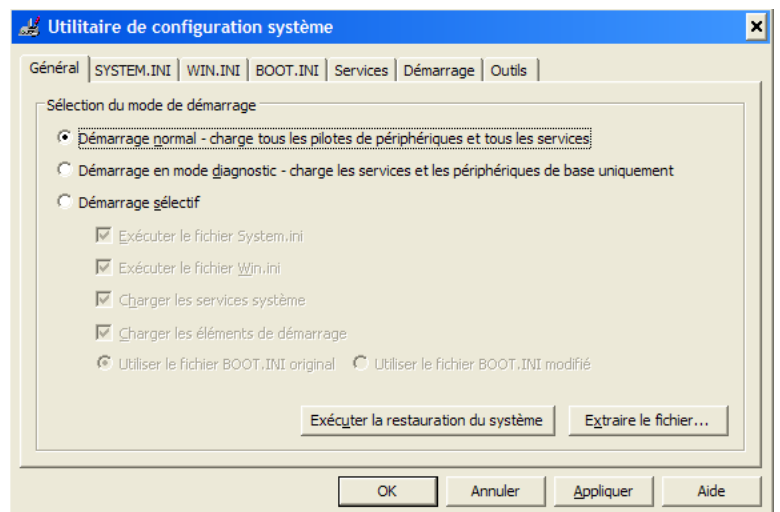 Utilitaire de configuration système
Général SYSTEM.INI WIN.INI BOOT.INI Services Démarrage Outils
Sélection du mode de démarrage
Démarrage normal - charge tous les pilotes de périphériques et tous les services
Démarrage en mode diagnostic - charge les services et les périphériques de base uniquement
Démarrage sélectif
Exécuter le fichier System.ini
Exécuter le fichier Win.ini
Charger les services système
Charger les éléments de démarrage
Utiliser le fichier BOOT.INI original Utiliser le fichier BOOT.INI modifié
Exécuter la restauration du système Extraire le fichier...
OK Annuler Appliquer Aide